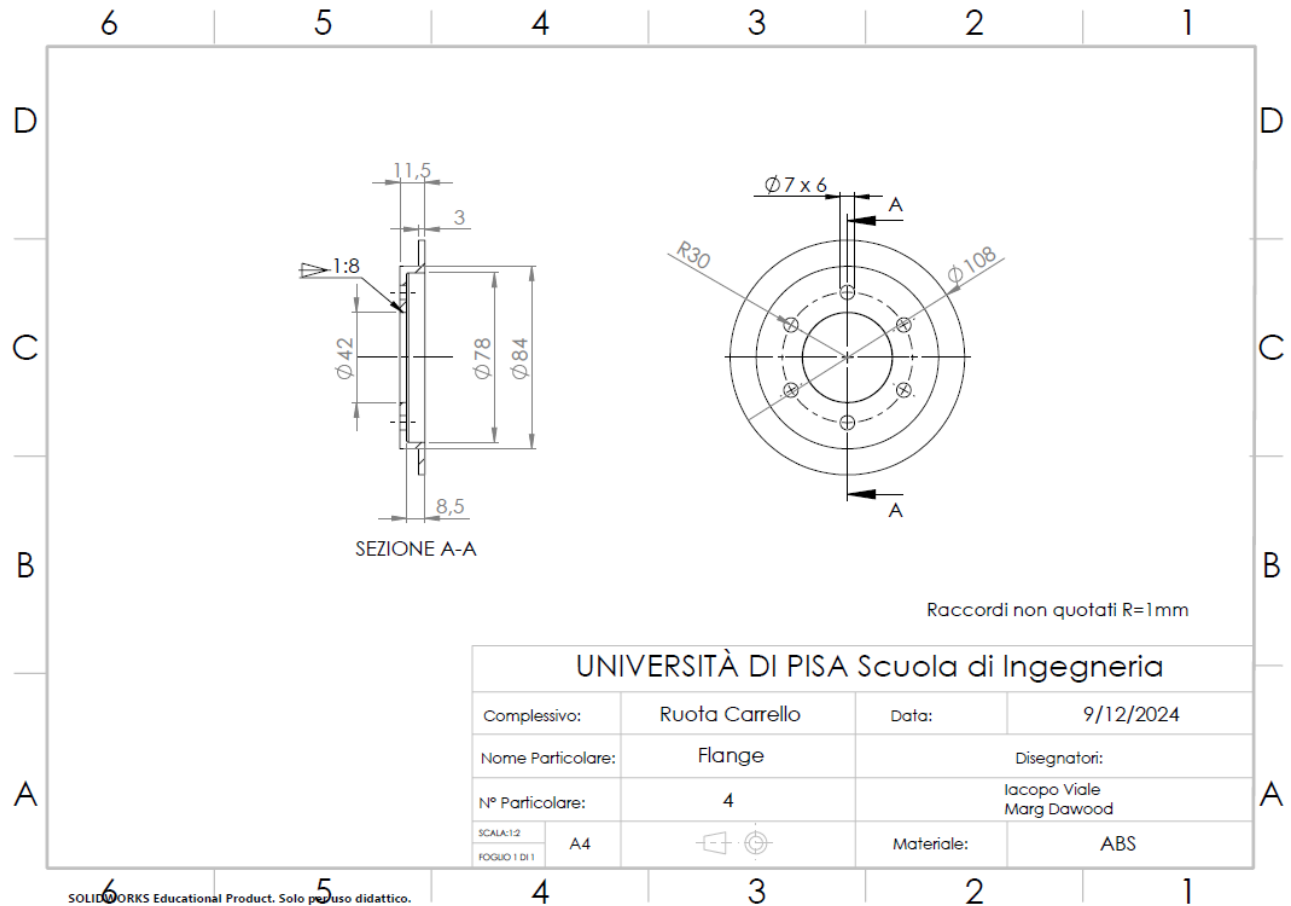 6 5 4 3 2 1
D D
11,5
Ø 7 x 6
A
3
R30
Ø 108
1:8
C C
Ø42
Ø78
Ø84
A
8,5
SEZIONE A-A
B B
Raccordi non quotati R=1mm
UNIVERSITÀ DI PISA Scuola di Ingegneria
Complessivo: Ruota Carrello Data: 9/12/2024
Nome Particolare: Flange Disegnatori:
N° Particolare: 4 Iacopo Viale
Marg Dawood
A A
SCALA:1:2 A4 Materiale: ABS
FOGLIO 1 DI 1
6 5 4 3 2 1
SOLIDWORKS Educational Product. Solo per uso didattico.